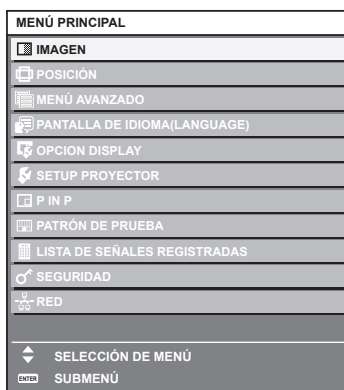 MENÚ PRINCIPAL
IMAGEN
POSICIÓN
MENÚ AVANZADO
PANTALLA DE IDIOMA(LANGUAGE)
OPCION DISPLAY
SETUP PROYECTOR
P IN P
PATRÓN DE PRUEBA
LISTA DE SEÑALES REGISTRADAS
SEGURIDAD
RED
SELECCIÓN DE MENÚ
ENTER SUBMENÚ